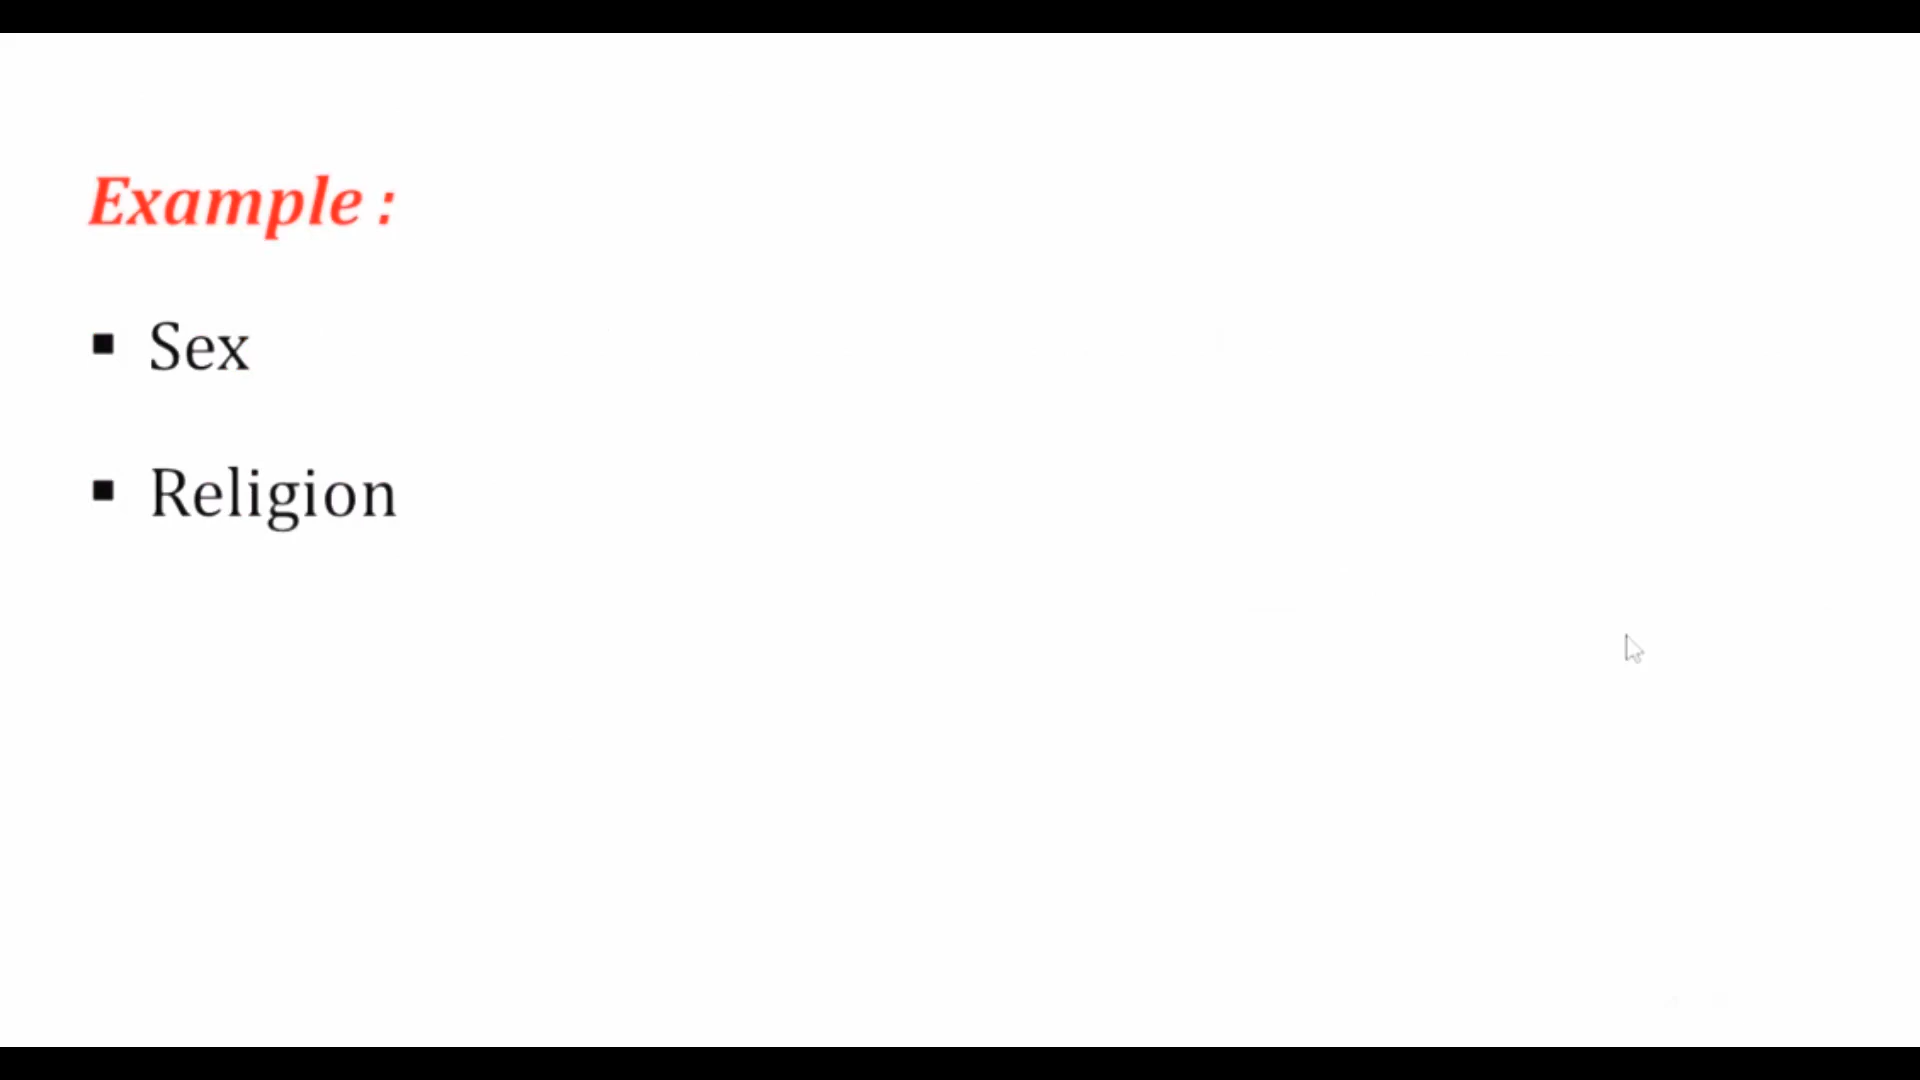 Example :
▪ Sex
▪ Religion